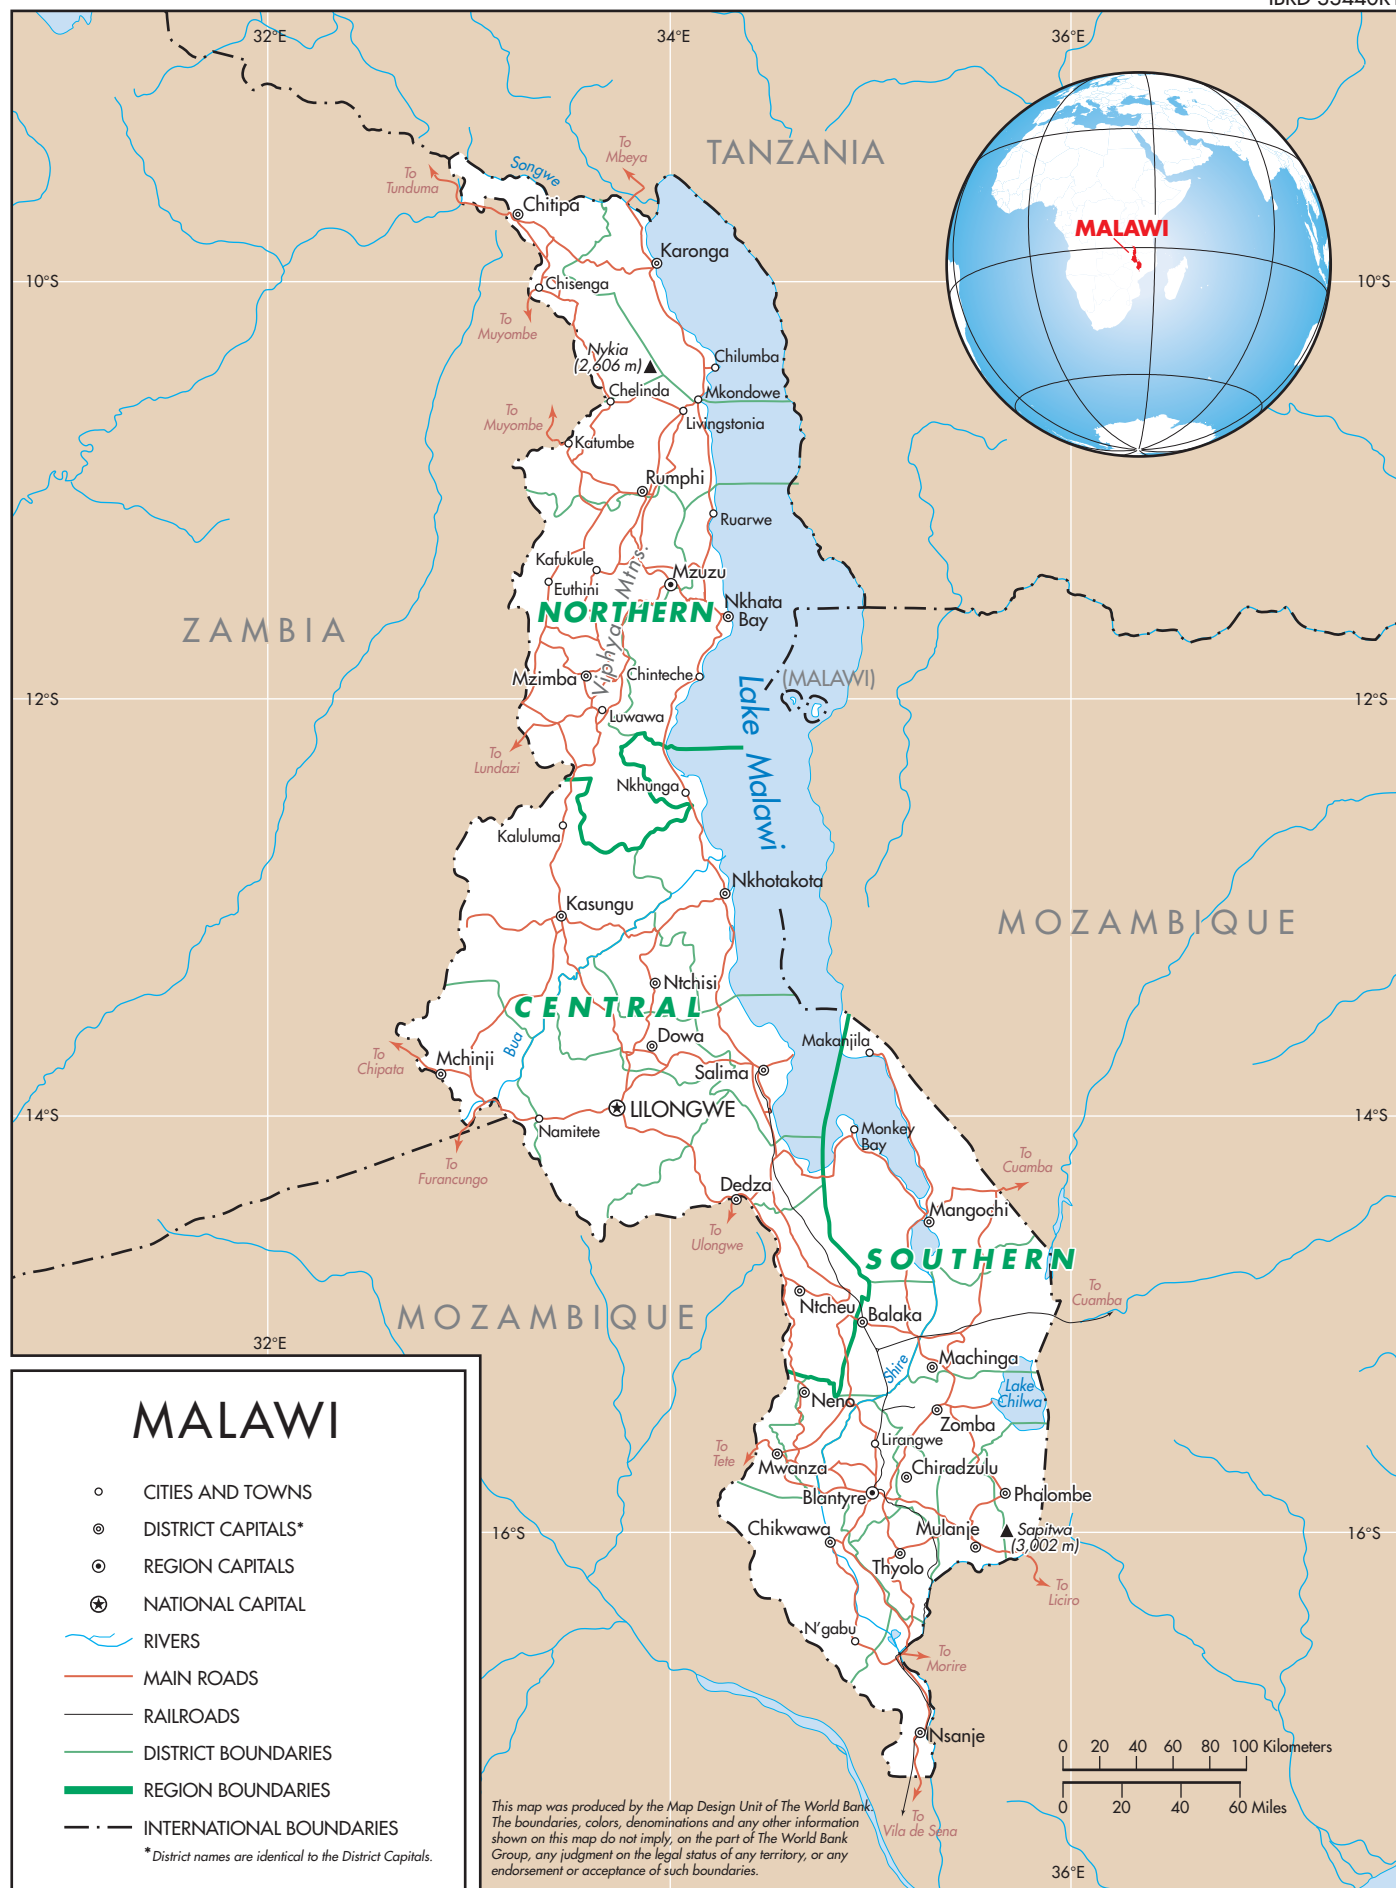 32°E
34°E
36°E
TANZANIA
To
Mbeya
To
Tunduma
Songwe
Chitipa
Karonga
MALAWI
10°S
10°S
Chisenga
To
Muyombe
Nykia
(2,606 m)
Chilumba
Chelinda
Mkondowe
To
Muyombe
Livingstonia
Katumbe
Rumphi
Ruarwe
Kafukule
Viphya Mtns.
Mzuzu
Euthini
NORTHERN
Nkhata
Bay
ZAMBIA
Mzimba
Chinteche
(MALAWI)
12°S
12°S
Lake Malawi
Luwawa
To
Lundazi
Nkhunga
Kaluluma
Nkhotakota
Kasungu
MOZAMBIQUE
Ntchisi
CENTRAL
Bua
Dowa
Makanjila
To
Chipata
Mchinji
Salima
LILONGWE
14°S
14°S
Namitete
Monkey
Bay
To
Furancungo
To
Cuamba
Dedza
Mangochi
To
Ulongwe
SOUTHERN
To
Cuamba
Ntcheu
Balaka
MOZAMBIQUE
32°E
Shire
Machinga
Lake
Chilwa
Neno
Zomba
Lirangwe
To
Tete
Mwanza
Chiradzulu
Blantyre
Phalombe
16°S
16°S
Chikwawa
Mulanje
Sapitwa
(3,002 m)
Thyolo
To
Liciro
N'gabu
To
Morire
Nsanje
To
Vila de Sena
MALAWI
CITIES AND TOWNS
DISTRICT CAPITALS*
REGION CAPITALS
NATIONAL CAPITAL
RIVERS
MAIN ROADS
RAILROADS
DISTRICT BOUNDARIES
REGION BOUNDARIES
INTERNATIONAL BOUNDARIES
*District names are identical to the District Capitals.
This map was produced by the Map Design Unit of The World Bank.
The boundaries, colors, denominations and any other information
shown on this map do not imply, on the part of The World Bank
Group, any judgment on the legal status of any territory, or any
endorsement or acceptance of such boundaries.
0 20 40 60 80 100 Kilometers
0 20 40 60 Miles
36°E